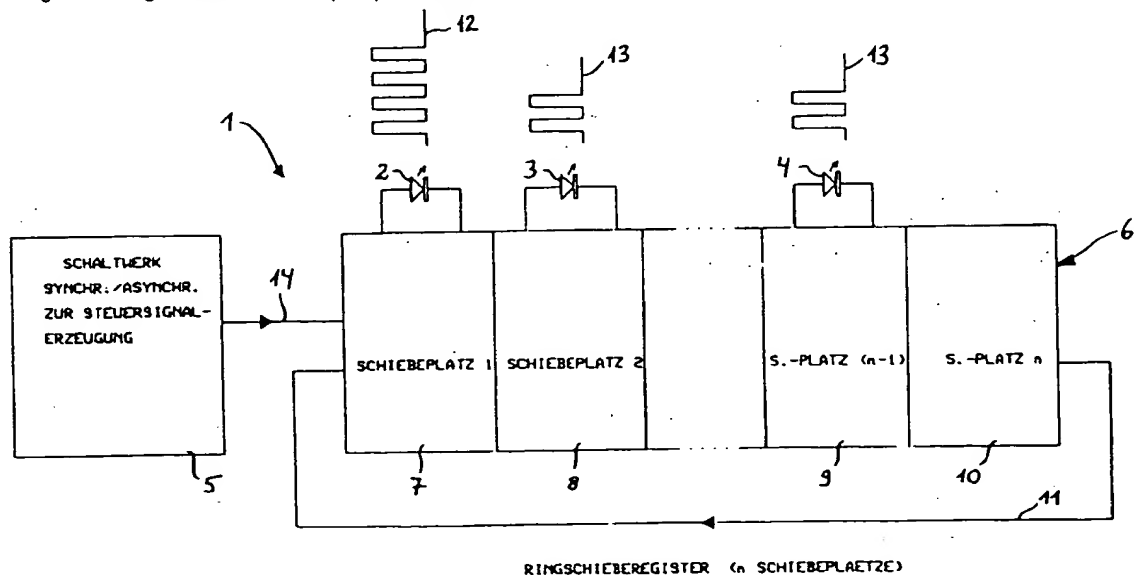 12
13
13
1
2
3
4
6
SCHALTWERK
SYNCHR./ASYNCHR.
ZUR STEUERSIGNAL-
ERZEUGUNG
14
SCHIEBEPLATZ 1
SCHIEBEPLATZ 2
S.-PLATZ (n-1)
S.-PLATZ n
5
7
8
9
10
11
RINGSCHIEBEREGISTER (n SCHIEBEPLAETZE)